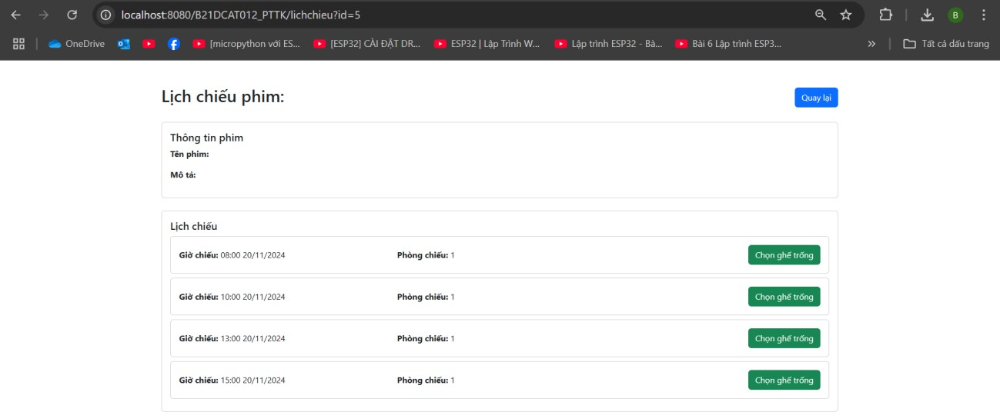 localhost:8080/B21DCAT012_PTTK/lichchieu?id=5
B
OneDrive [micropython với ES... [ESP32] CÀI ĐẶT DR... ESP32 | Lập Trình W... Lập trình ESP32 - Bà... Bài 6 Lập trình ESP3... » Tất cả dấu trang
Lịch chiếu phim: Quay lại
Thông tin phim
Tên phim:
Mô tả:
Lịch chiếu
Giờ chiếu: 08:00 20/11/2024 Phòng chiếu: 1 Chọn ghế trống
Giờ chiếu: 10:00 20/11/2024 Phòng chiếu: 1 Chọn ghế trống
Giờ chiếu: 13:00 20/11/2024 Phòng chiếu: 1 Chọn ghế trống
Giờ chiếu: 15:00 20/11/2024 Phòng chiếu: 1 Chọn ghế trống